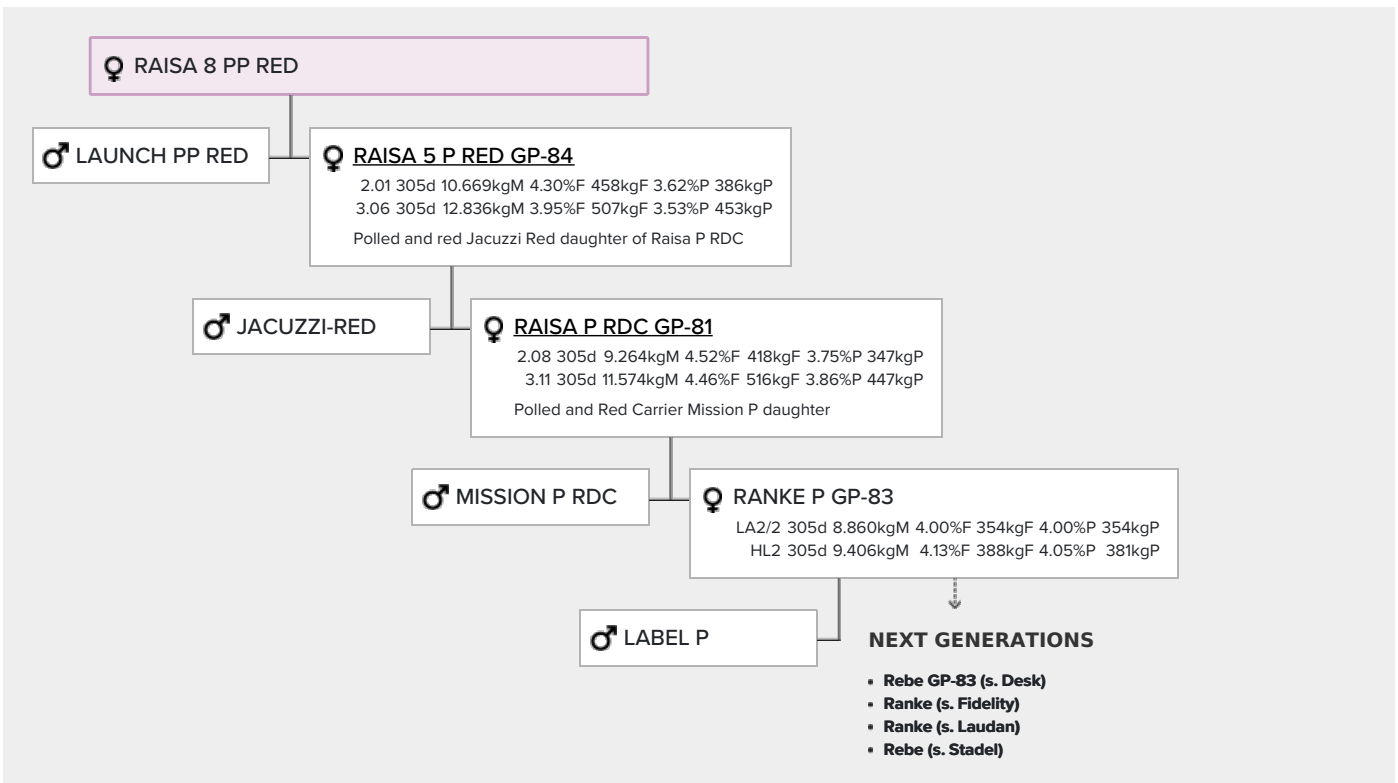 RAISA 8 PP RED
LAUNCH PP RED
RAISA 5 P RED GP-84
2.01 305d 10.669kgM 4.30%F 458kgF 3.62%P 386kgP
3.06 305d 12.836kgM 3.95%F 507kgF 3.53%P 453kgP
Polled and red Jacuzzi Red daughter of Raisa P RDC
JACUZZI-RED
RAISA P RDC GP-81
2.08 305d 9.264kgM 4.52%F 418kgF 3.75%P 347kgP
3.11 305d 11.574kgM 4.46%F 516kgF 3.86%P 447kgP
Polled and Red Carrier Mission P daughter
MISSION P RDC
RANKE P GP-83
LA2/2 305d 8.860kgM 4.00%F 354kgF 4.00%P 354kgP
HL2 305d 9.406kgM 4.13%F 388kgF 4.05%P 381kgP
LABEL P
NEXT GENERATIONS
Rebe GP-83 (s. Desk)
Ranke (s. Fidelity)
Ranke (s. Laudan)
Rebe (s. Stadel)